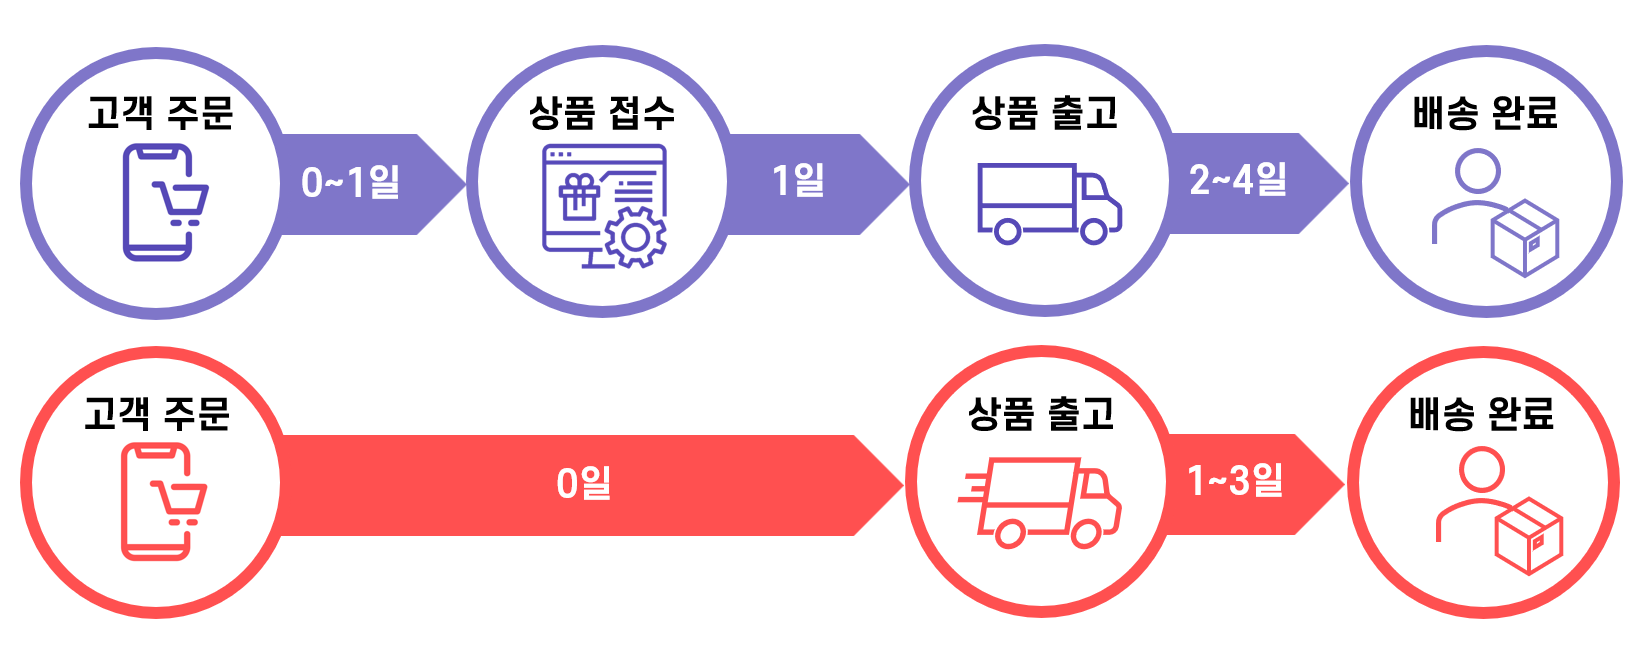 고객 주문
0~1일
상품 접수
1일
상품 출고
2~4일
배송 완료
고객 주문
0일
상품 출고
1~3일
배송 완료